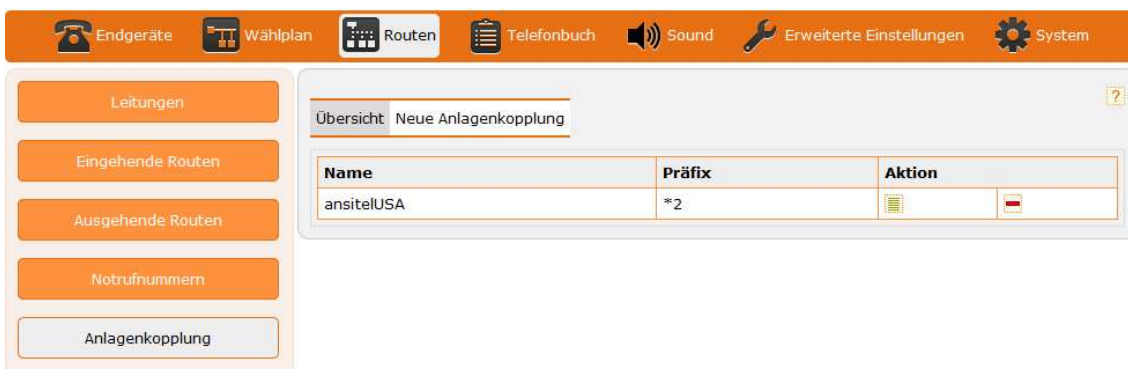 Endgeräte Wählplan Routen Telefonbuch Sound Erweiterte Einstellungen System
Leitungen
Eingehende Routen
Ausgehende Routen
Notrufnummern
Anlagenkopplung
?
Übersicht Neue Anlagenkopplung
Name Präfix Aktion
ansitelUSA *2